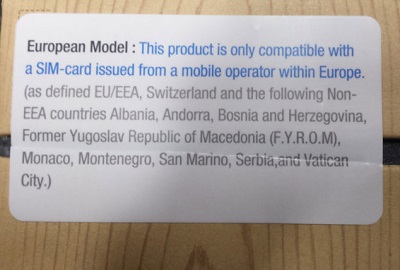 European Model : This product is only compatible with
a SIM-card issued from a mobile operator within Europe.
(as defined EU/EEA, Switzerland and the following Non-
EEA countries Albania, Andorra, Bosnia and Herzegovina,
Former Yugoslav Republic of Macedonia (F.Y.R.O.M),
Monaco, Montenegro, San Marino, Serbia,and Vatican
City.)